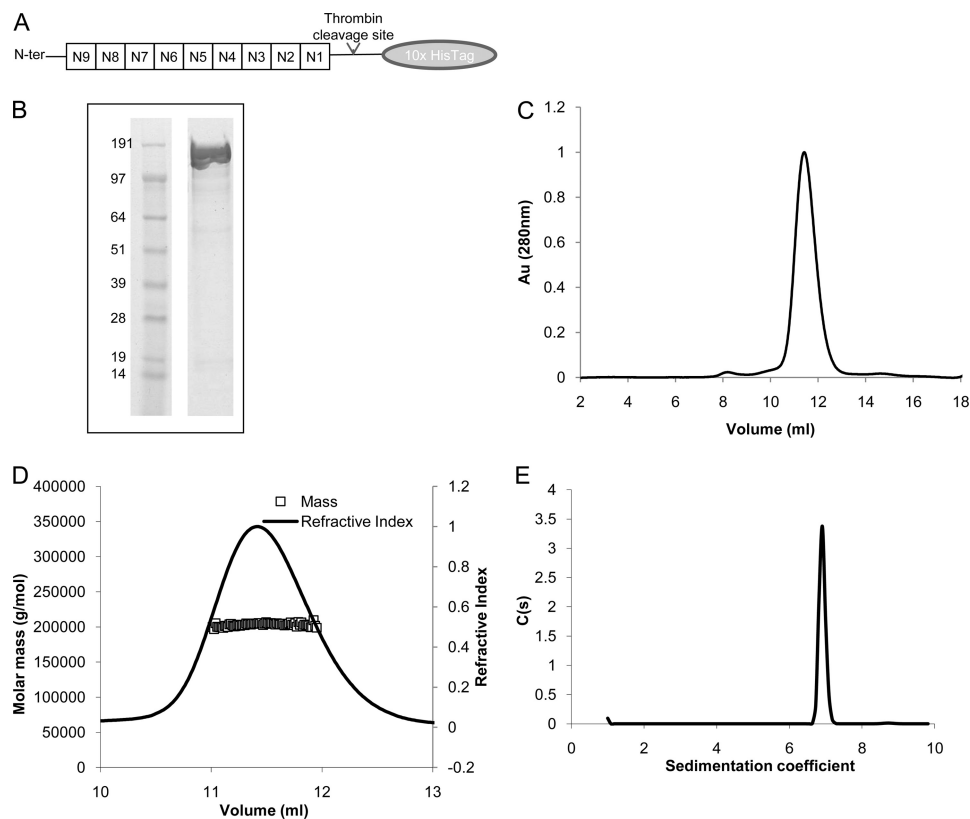 A
Thrombin
cleavage site
N-ter
N9 N8 N7 N6 N5 N4 N3 N2 N1
10x HisTag
B
191
97
64
51
39
28
19
14
C
1.2
1
0.8
0.6
0.4
0.2
0
Au (280nm)
2 4 6 8 10 12 14 16 18
Volume (ml)
D
400000
350000
300000
250000
200000
150000
100000
50000
0
Molar mass (g/mol)
Mass
Refractive Index
1.2
1
0.8
0.6
0.4
0.2
0
-0.2
Refractive Index
10 11 12 13
Volume (ml)
E
4
3.5
3
2.5
2
1.5
1
0.5
0
C(s)
0 2 4 6 8 10
Sedimentation coefficient